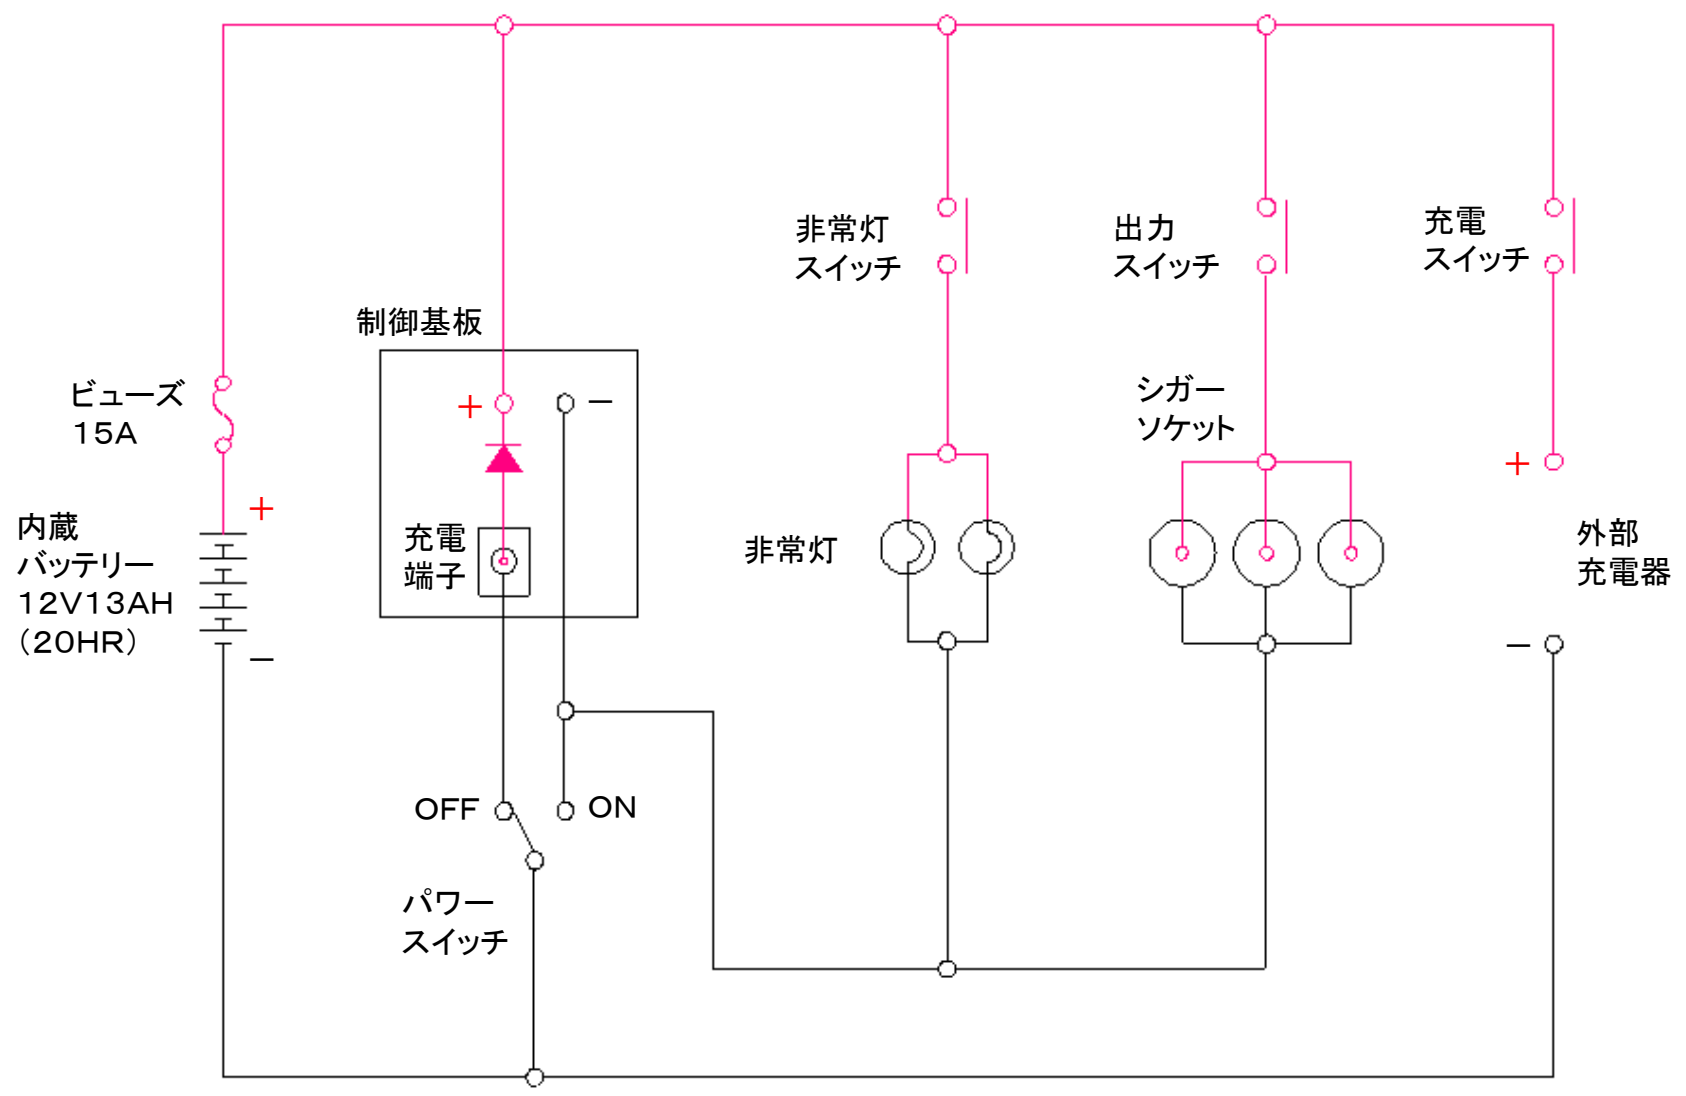 非常灯
スイッチ
出力
スイッチ
充電
スイッチ
制御基板
ビューズ
15A
+
−
シガー
ソケット
+
+
内蔵
バッテリー
12V13AH
(20HR)
−
充電
端子
非常灯
外部
充電器
−
OFF
ON
パワー
スイッチ